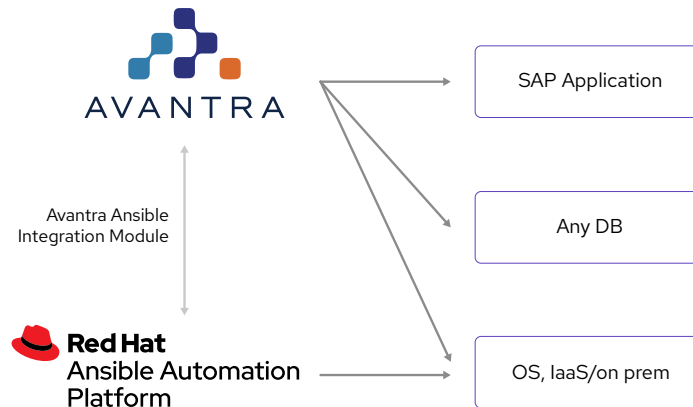 AVANTRA
SAP Application
Avantra Ansible
Integration Module
Any DB
Red Hat
Ansible Automation
Platform
OS, IaaS/on prem